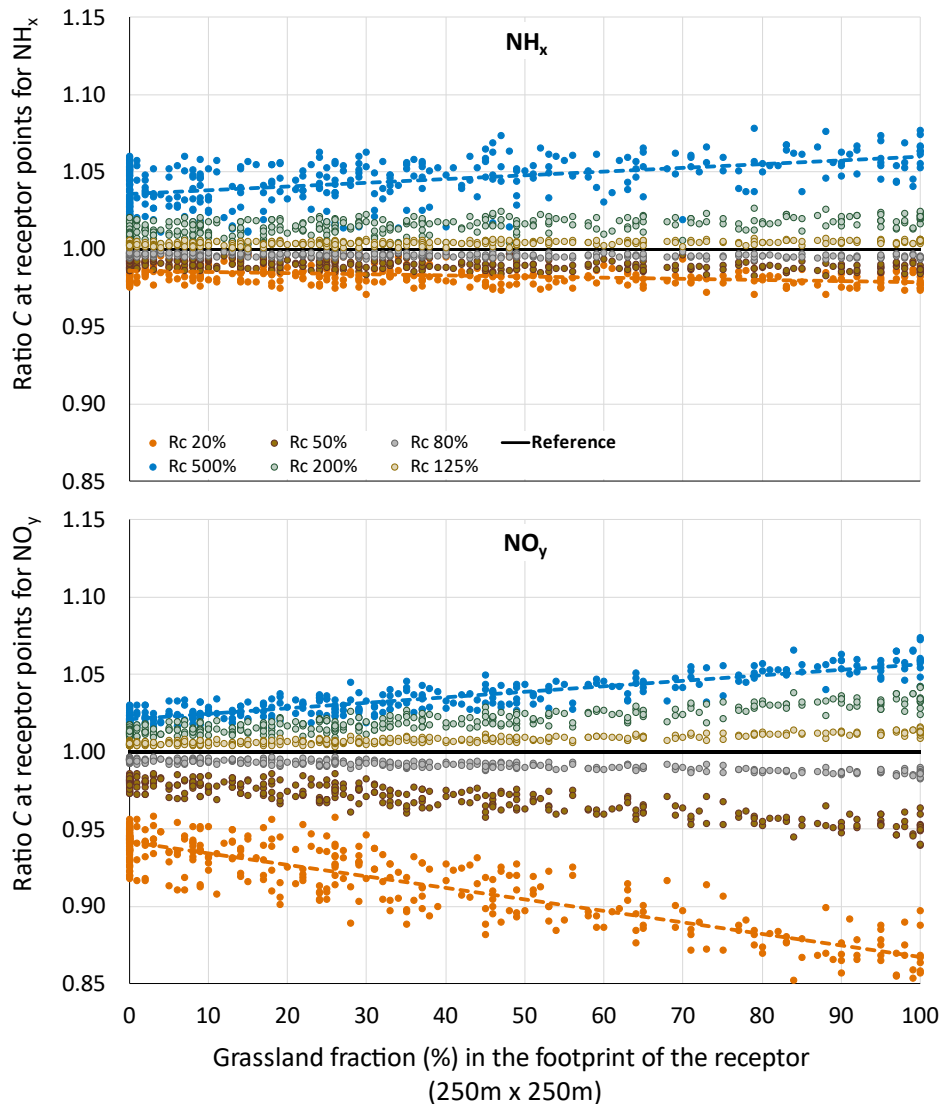 Ratio C at receptor points for NHₓ
1.15
1.10
1.05
1.00
0.95
0.90
0.85
NHₓ
Rc 20% Rc 50% Rc 80% Reference
Rc 500% Rc 200% Rc 125%
Ratio C at receptor points for NOᵧ
1.15
1.10
1.05
1.00
0.95
0.90
0.85
NOᵧ
0 10 20 30 40 50 60 70 80 90 100
Grassland fraction (%) in the footprint of the receptor
(250m x 250m)